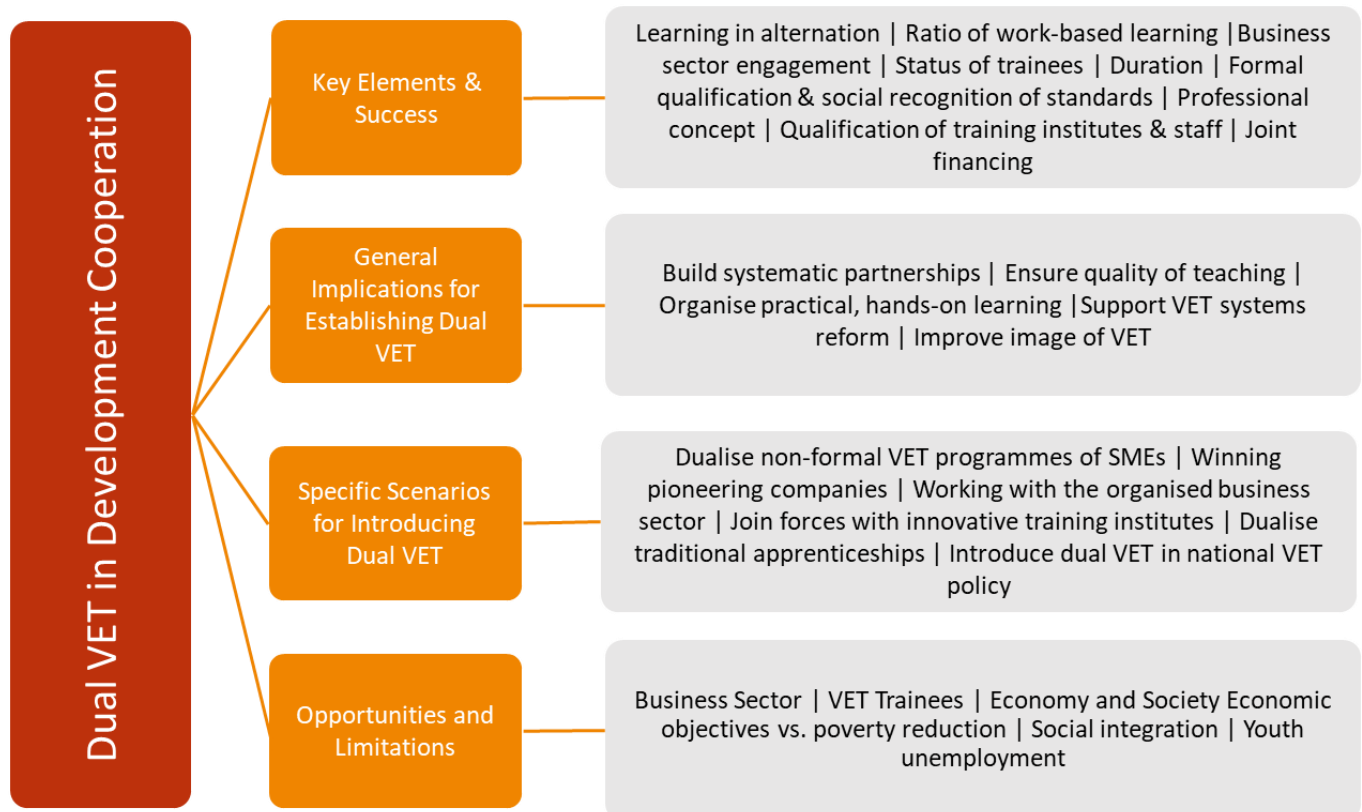 Dual VET in Development Cooperation
Key Elements &
Success
Learning in alternation | Ratio of work-based learning |Business
sector engagement | Status of trainees | Duration | Formal
qualification & social recognition of standards | Professional
concept | Qualification of training institutes & staff | Joint
financing
General
Implications for
Establishing Dual
VET
Build systematic partnerships | Ensure quality of teaching |
Organise practical, hands-on learning |Support VET systems
reform | Improve image of VET
Specific Scenarios
for Introducing
Dual VET
Dualise non-formal VET programmes of SMEs | Winning
pioneering companies | Working with the organised business
sector | Join forces with innovative training institutes | Dualise
traditional apprenticeships | Introduce dual VET in national VET
policy
Opportunities and
Limitations
Business Sector | VET Trainees | Economy and Society Economic
objectives vs. poverty reduction | Social integration | Youth
unemployment